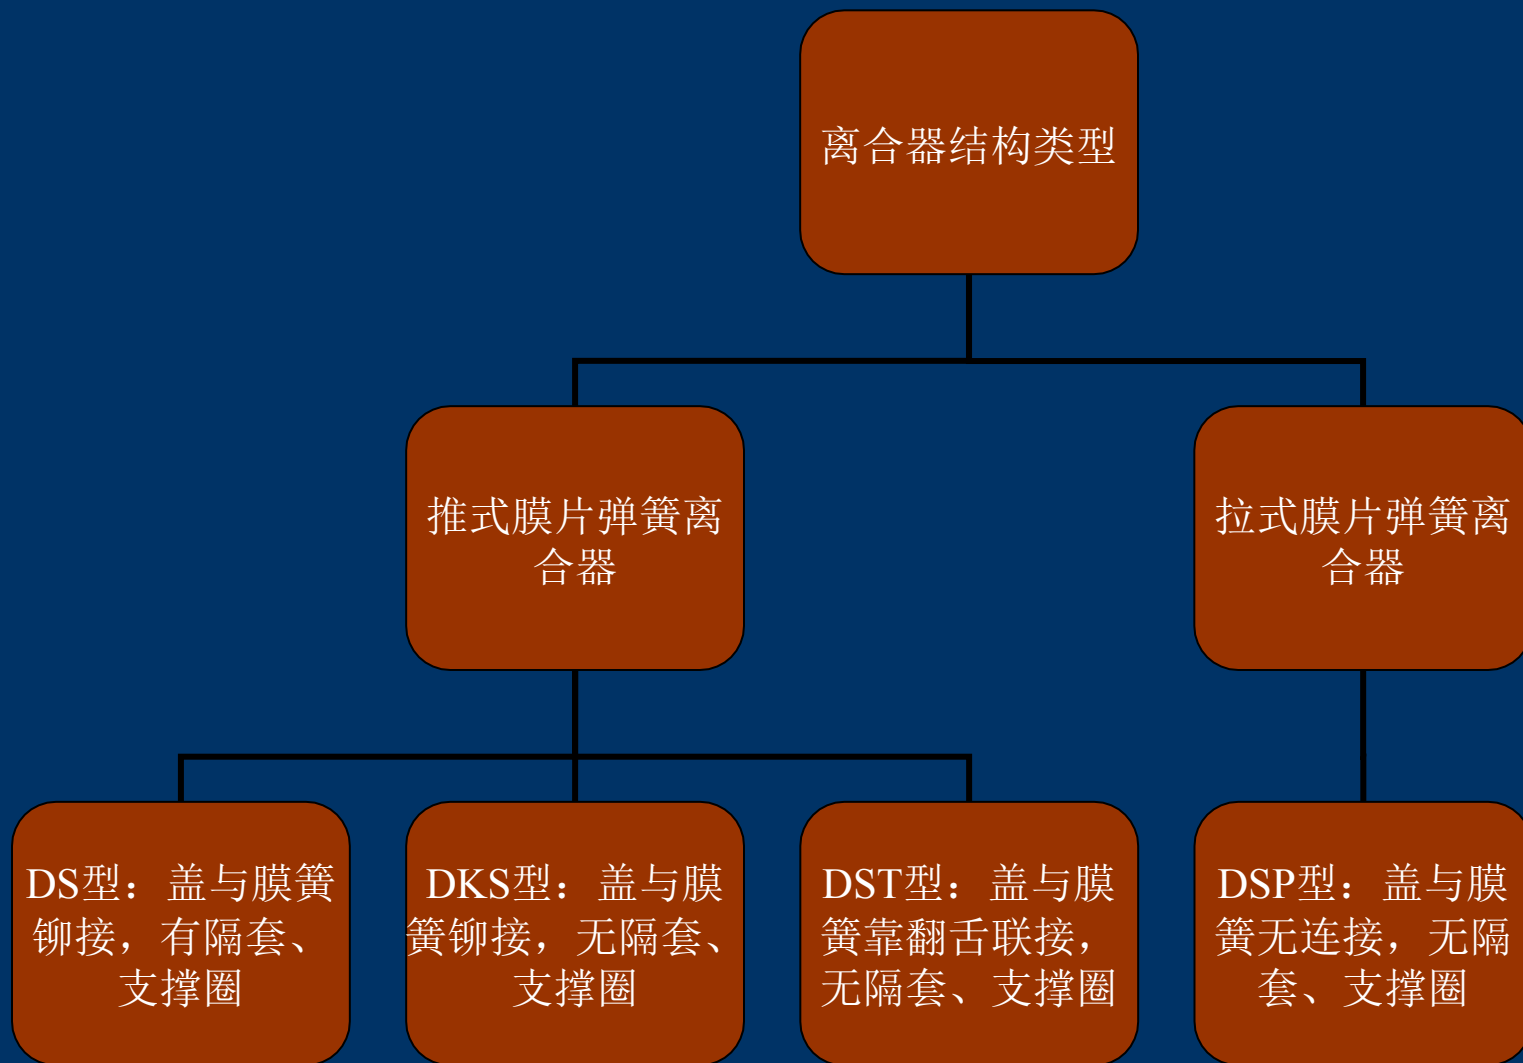 离合器结构类型
推式膜片弹簧离
合器
拉式膜片弹簧离
合器
DS型：盖与膜簧
铆接，有隔套、
支撑圈
DKS型：盖与膜
簧铆接，无隔套、
支撑圈
DST型：盖与膜
簧靠翻舌联接，
无隔套、支撑圈
DSP型：盖与膜
簧无连接，无隔
套、支撑圈